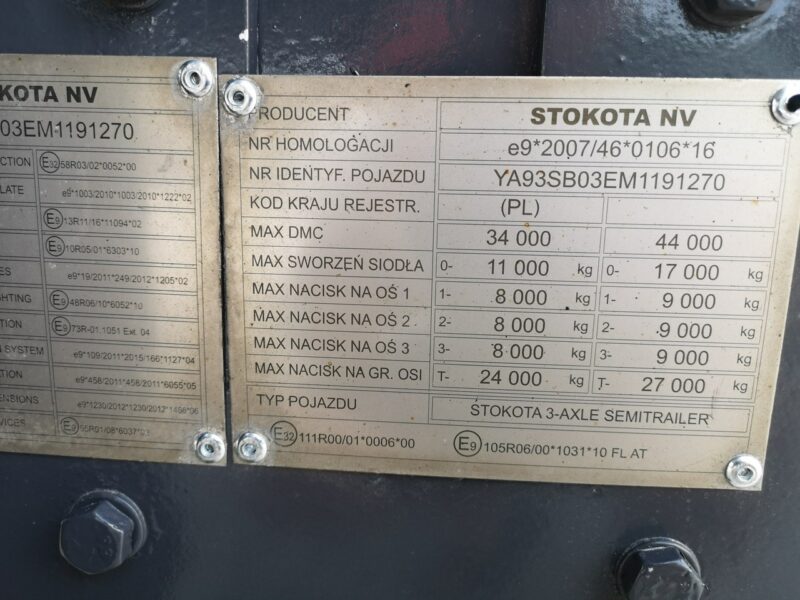 KOTA NV
03EM1191270
CTION E32 58R03/02*0052*00
LATE e9*1003/2010*1003/2010*1222*02
E9 13R11/16*11094*02
E9 10R05/01*6303*10
ES e9*19/2011*249/2012*1205*02
GHTING E9 48R06/10*6052*10
TION E9 73R-01.1051 Ext. 04
N SYSTEM e9*109/2011*2015/166*1127*04
ATION e9*458/2011*458/2011*6055*05
ENSIONS e9*1230/2012*1230/2012*1468*06
VICES E9
PRODUCENT STOKOTA NV
NR HOMOLOGACJI e9*2007/46*0106*16
NR IDENTYF. POJAZDU YA93SB03EM1191270
KOD KRAJU REJESTR. (PL)
MAX DMC 34 000 44 000
MAX SWORZEŃ SIODŁA 0- 11 000 kg 0- 17 000 kg
MAX NACISK NA OŚ 1 1- 8 000 kg 1- 9 000 kg
MAX NACISK NA OŚ 2 2- 8 000 kg 2- 9 000 kg
MAX NACISK NA OŚ 3 3- 8 000 kg 3- 9 000 kg
MAX NACISK NA GR. OSI T- 24 000 kg T- 27 000 kg
TYP POJAZDU STOKOTA 3-AXLE SEMITRAILER
E32 111R00/01*0006*00 E9 105R06/00*1031*10 FL AT